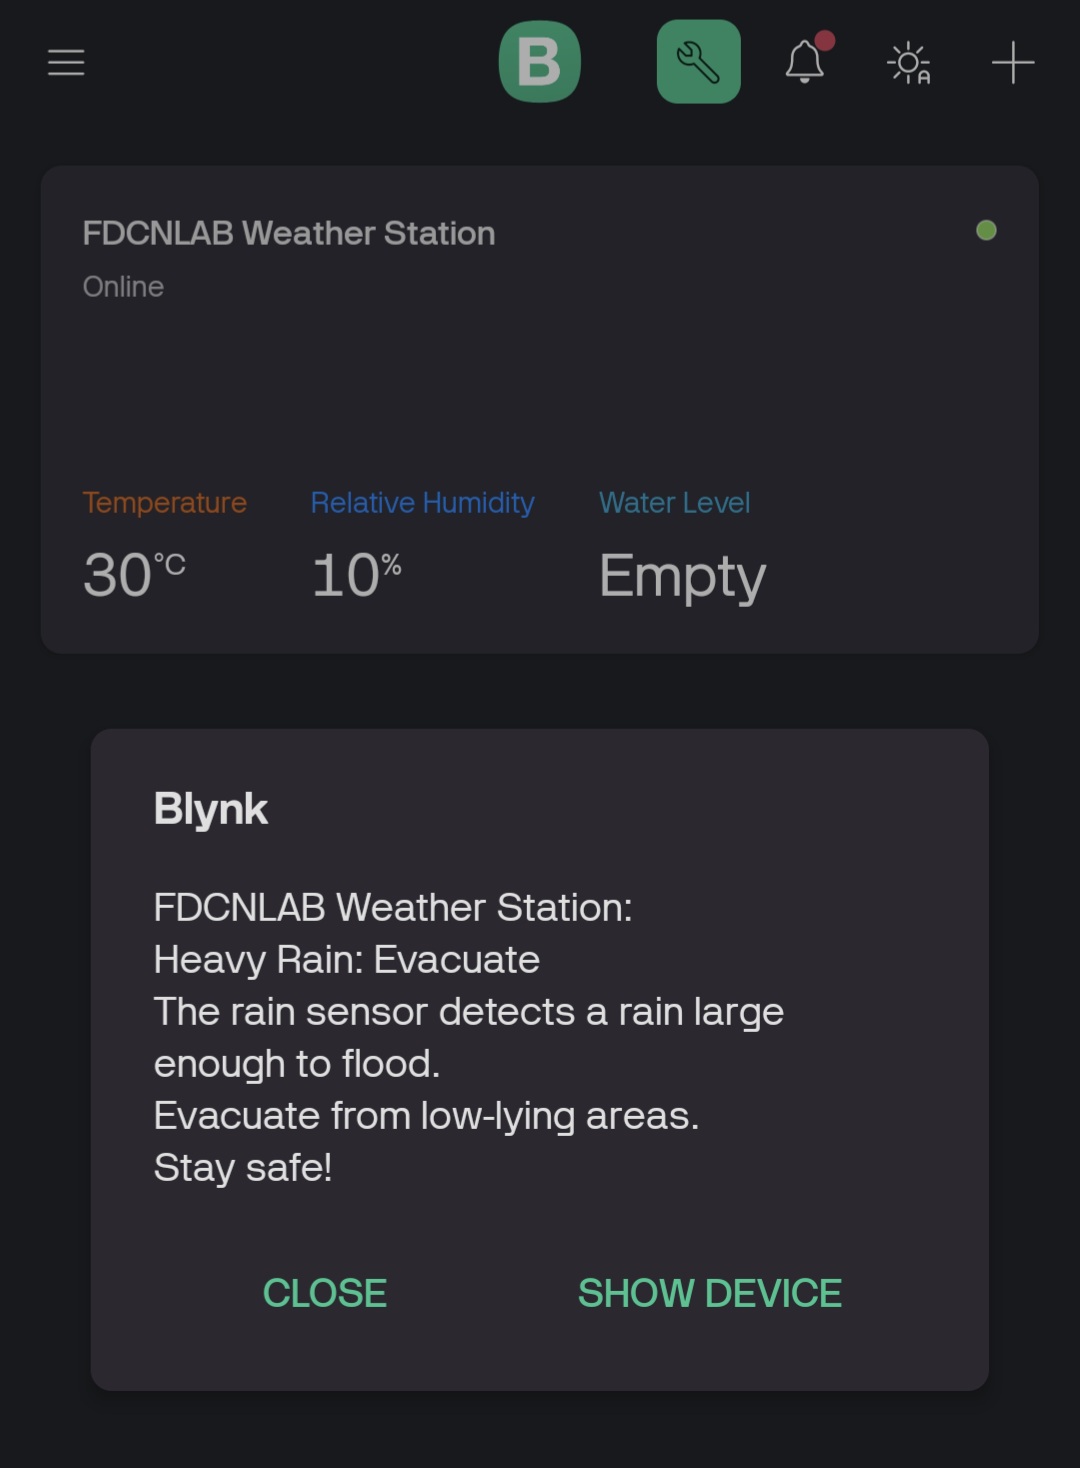 B
FDCNLAB Weather Station
Online
Temperature Relative Humidity Water Level
30°C 10% Empty
Blynk
FDCNLAB Weather Station:
Heavy Rain: Evacuate
The rain sensor detects a rain large
enough to flood.
Evacuate from low-lying areas.
Stay safe!
CLOSE SHOW DEVICE